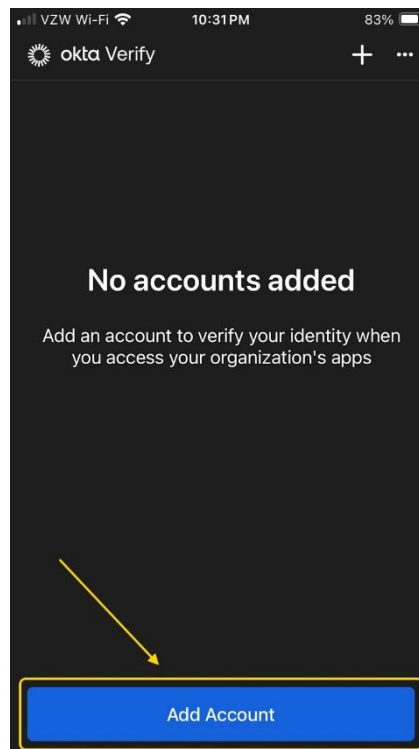 VZW Wi-Fi 10:31 PM 83%
okta Verify
No accounts added
Add an account to verify your identity when
you access your organization's apps
Add Account